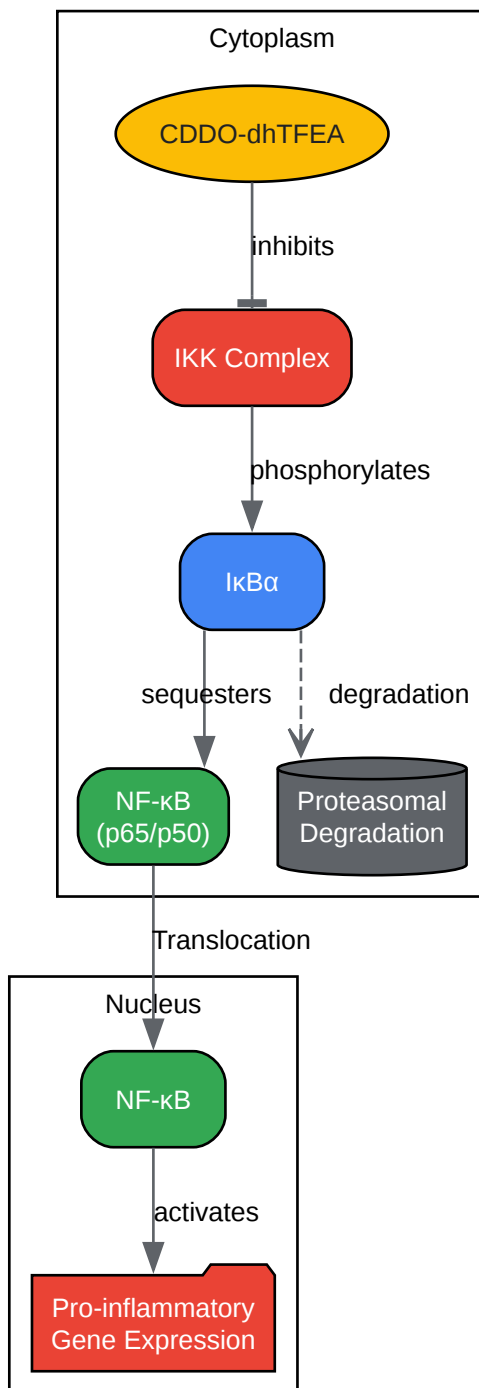 Cytoplasm
CDDO-dhTFEA
inhibits
IKK Complex
phosphorylates
IκBα
sequesters
degradation
NF-κB
(p65/p50)
Proteasomal
Degradation
Translocation
Nucleus
NF-κB
activates
Pro-inflammatory
Gene Expression